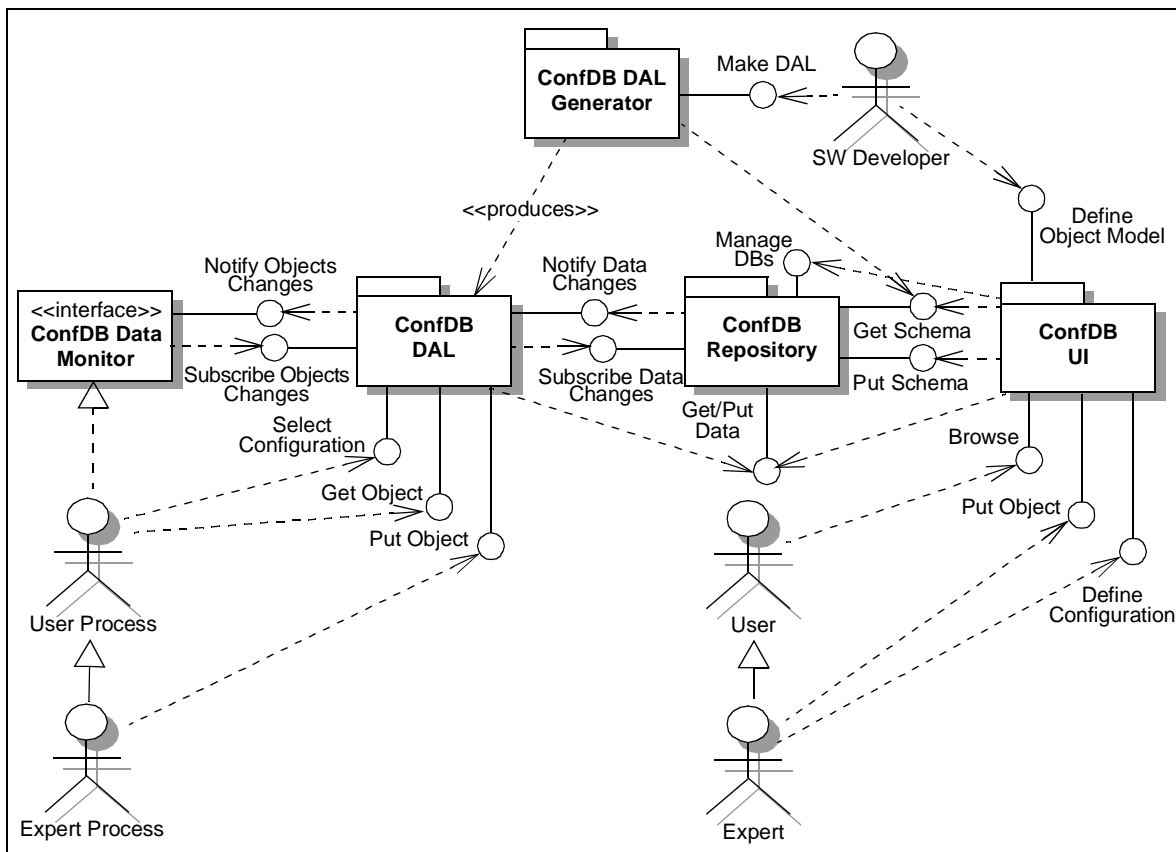 Make DAL
ConfDB DAL
Generator
SW Developer
<<produces>>
Define
Object Model
Manage
DBs
Notify Objects
Changes
Notify Data
Changes
<<interface>>
ConfDB Data
Monitor
ConfDB
DAL
ConfDB
Repository
Get Schema
ConfDB
UI
Subscribe Objects
Changes
Subscribe Data
Changes
Put Schema
Select
Configuration
Get/Put
Data
Browse
Get Object
Put Object
Put Object
Define
Configuration
User Process
User
Expert Process
Expert